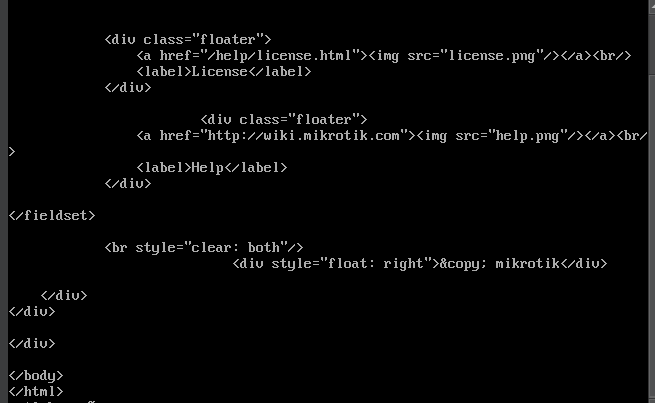 <div class="floater">
<a href="/help/license.html"><img src="license.png"/></a><br/>
<label>License</label>
</div>
<div class="floater">
<a href="http://wiki.mikrotik.com"><img src="help.png"/></a><br/
>
<label>Help</label>
</div>
</fieldset>
<br style="clear: both"/>
<div style="float: right">&copy; mikrotik</div>
</div>
</div>
</div>
</body>
</html>